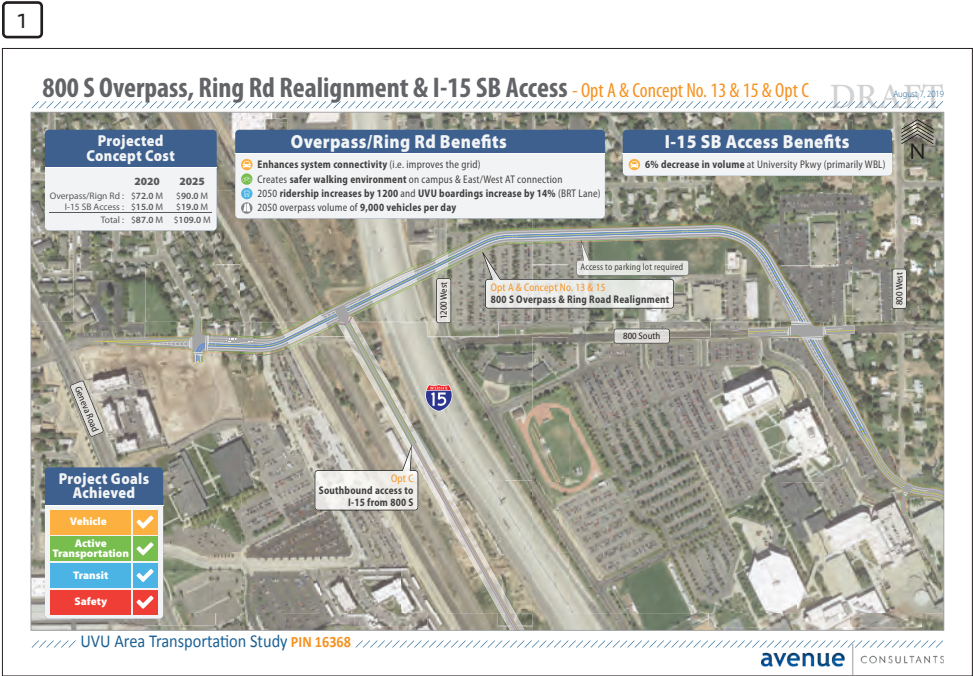 1
800 S Overpass, Ring Rd Realignment & I-15 SB Access - Opt A & Concept No. 13 & 15 & Opt C
DRAFT
August 7, 2019
Projected
Concept Cost
2020 2025
Overpass/Rign Rd : $72.0 M $90.0 M
I-15 SB Access : $15.0 M $19.0 M
Total : $87.0 M $109.0 M
Overpass/Ring Rd Benefits
Enhances system connectivity (i.e. improves the grid)
Creates safer walking environment on campus & East/West AT connection
2050 ridership increases by 1200 and UVU boardings increase by 14% (BRT Lane)
2050 overpass volume of 9,000 vehicles per day
I-15 SB Access Benefits
6% decrease in volume at University Pkwy (primarily WBL)
N
Access to parking lot required
Opt A & Concept No. 13 & 15
800 S Overpass & Ring Road Realignment
1200 West
800 West
800 South
Geneva Road
15
Opt C
Southbound access to
I-15 from 800 S
Project Goals
Achieved
Vehicle
Active
Transportation
Transit
Safety
UVU Area Transportation Study PIN 16368
avenue CONSULTANTS